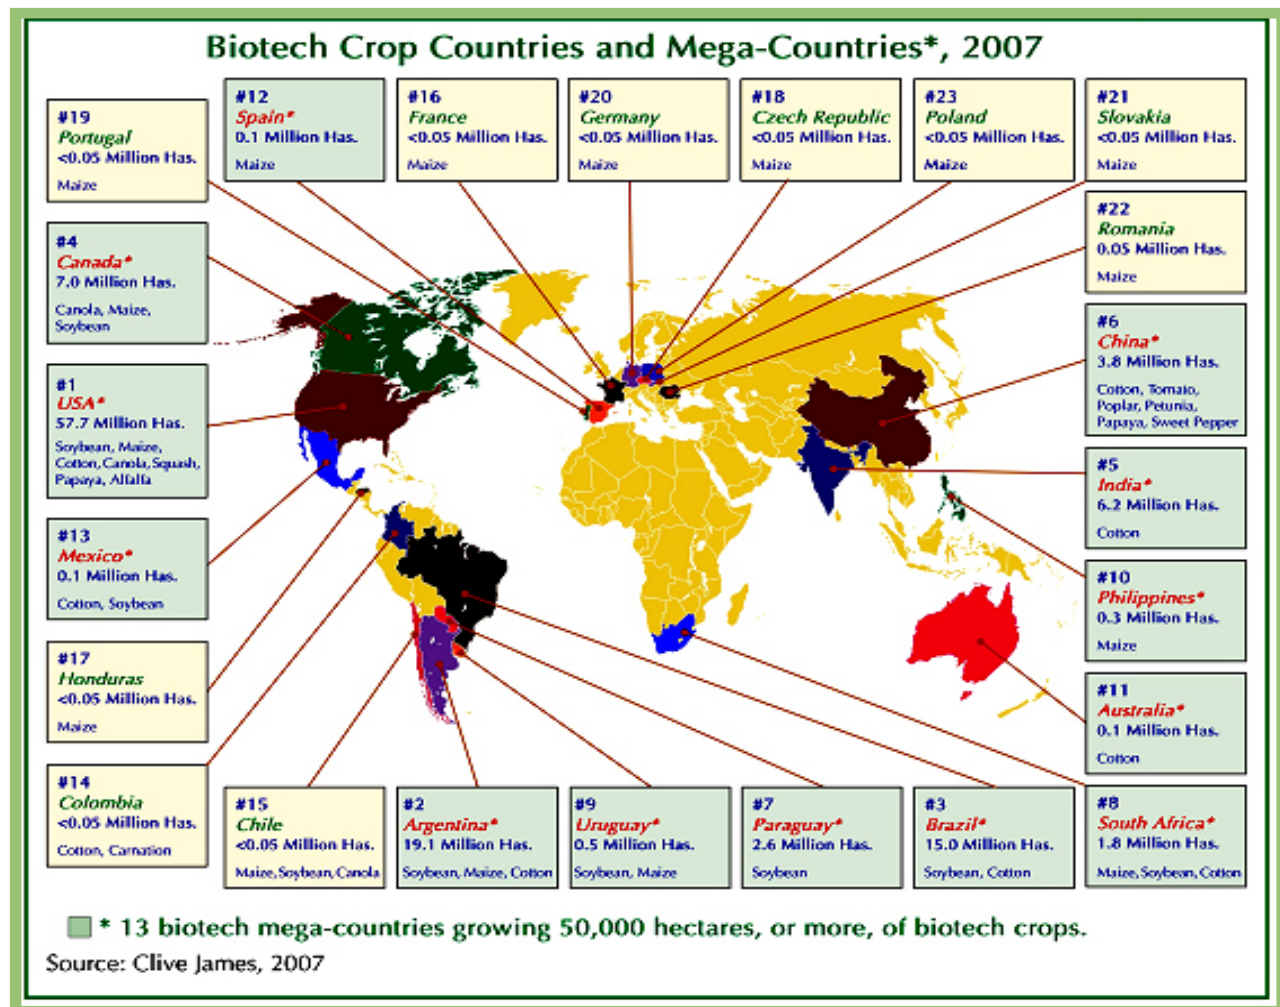 Biotech Crop Countries and Mega-Countries*, 2007
#19
Portugal
<0.05 Million Has.
Maize
#12
Spain*
0.1 Million Has.
Maize
#16
France
<0.05 Million Has.
Maize
#20
Germany
<0.05 Million Has.
Maize
#18
Czech Republic
<0.05 Million Has.
Maize
#23
Poland
<0.05 Million Has.
Maize
#21
Slovakia
<0.05 Million Has.
Maize
#22
Romania
0.05 Million Has.
Maize
#4
Canada*
7.0 Million Has.
Canola, Maize,
Soybean
#6
China*
3.8 Million Has.
Cotton, Tomato,
Poplar, Petunia,
Papaya, Sweet Pepper
#1
USA*
57.7 Million Has.
Soybean, Maize,
Cotton, Canola, Squash,
Papaya, Alfalfa
#5
India*
6.2 Million Has.
Cotton
#13
Mexico*
0.1 Million Has.
Cotton, Soybean
#10
Philippines*
0.3 Million Has.
Maize
#17
Honduras
<0.05 Million Has.
Maize
#11
Australia*
0.1 Million Has.
Cotton
#14
Colombia
<0.05 Million Has.
Cotton, Carnation
#15
Chile
<0.05 Million Has.
Maize, Soybean, Canola
#2
Argentina*
19.1 Million Has.
Soybean, Maize, Cotton
#9
Uruguay*
0.5 Million Has.
Soybean, Maize
#7
Paraguay*
2.6 Million Has.
Soybean
#3
Brazil*
15.0 Million Has.
Soybean, Cotton
#8
South Africa*
1.8 Million Has.
Maize, Soybean, Cotton
* 13 biotech mega-countries growing 50,000 hectares, or more, of biotech crops.
Source: Clive James, 2007